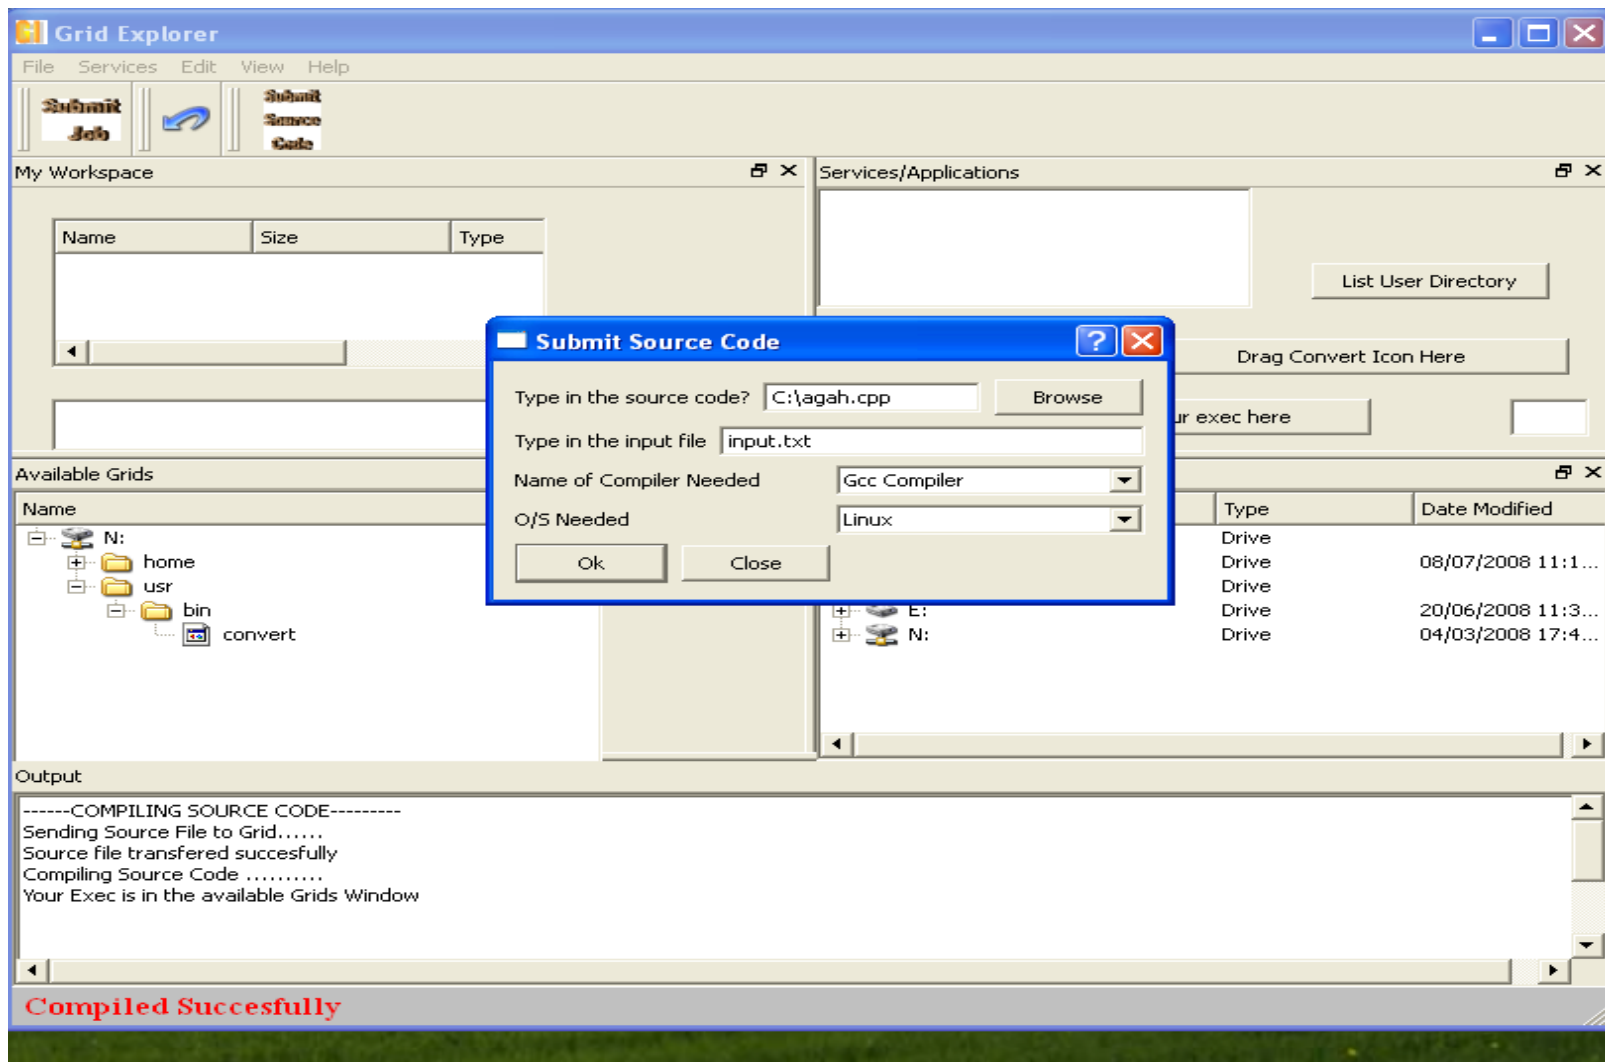 Grid Explorer
File Services Edit View Help
Submit Job
Submit Source Code
My Workspace
Services/Applications
Name Size Type
List User Directory
Drag Convert Icon Here
exec here
Submit Source Code
Type in the source code? C:\agah.cpp Browse
Type in the input file input.txt
Name of Compiler Needed Gcc Compiler
O/S Needed Linux
Ok Close
Available Grids
Name
N:
home
usr
bin
convert
Type Date Modified
Drive
Drive 08/07/2008 11:1...
Drive
E: Drive 20/06/2008 11:3...
N: Drive 04/03/2008 17:4...
Output
------COMPILING SOURCE CODE---------
Sending Source File to Grid......
Source file transfered succesfully
Compiling Source Code ..........
Your Exec is in the available Grids Window
Compiled Succesfully